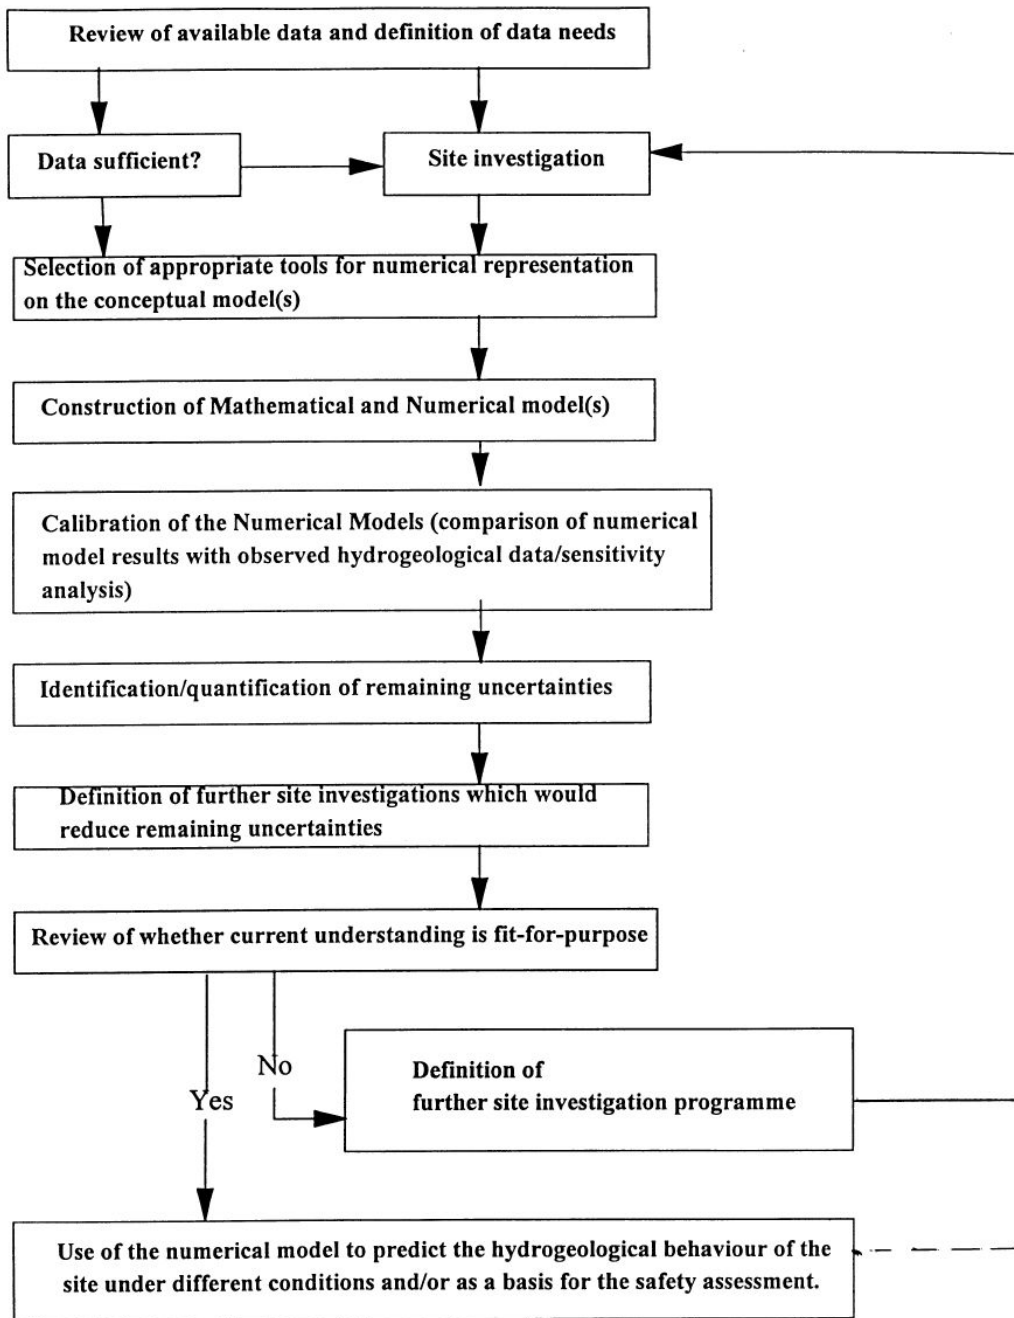 Review of available data and definition of data needs
Data sufficient?
Site investigation
Selection of appropriate tools for numerical representation
on the conceptual model(s)
Construction of Mathematical and Numerical model(s)
Calibration of the Numerical Models (comparison of numerical
model results with observed hydrogeological data/sensitivity
analysis)
Identification/quantification of remaining uncertainties
Definition of further site investigations which would
reduce remaining uncertainties
Review of whether current understanding is fit-for-purpose
No
Yes
Definition of
further site investigation programme
Use of the numerical model to predict the hydrogeological behaviour of the
site under different conditions and/or as a basis for the safety assessment.